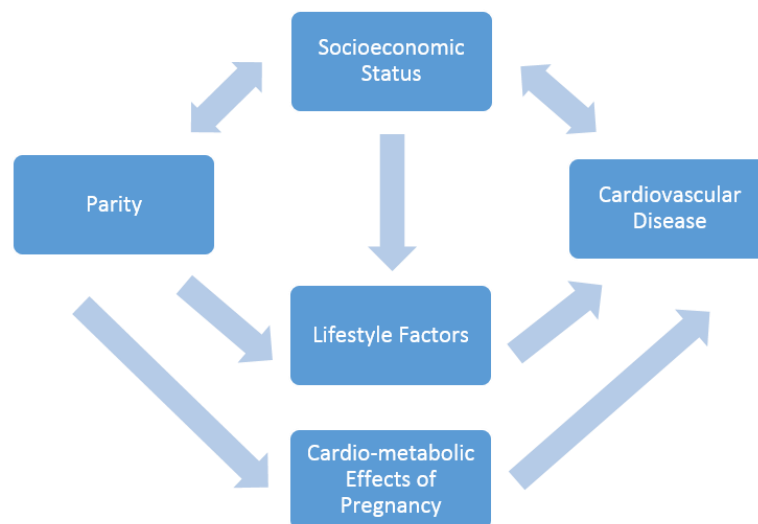 Socioeconomic
Status
Parity
Cardiovascular
Disease
Lifestyle Factors
Cardio-metabolic
Effects of
Pregnancy